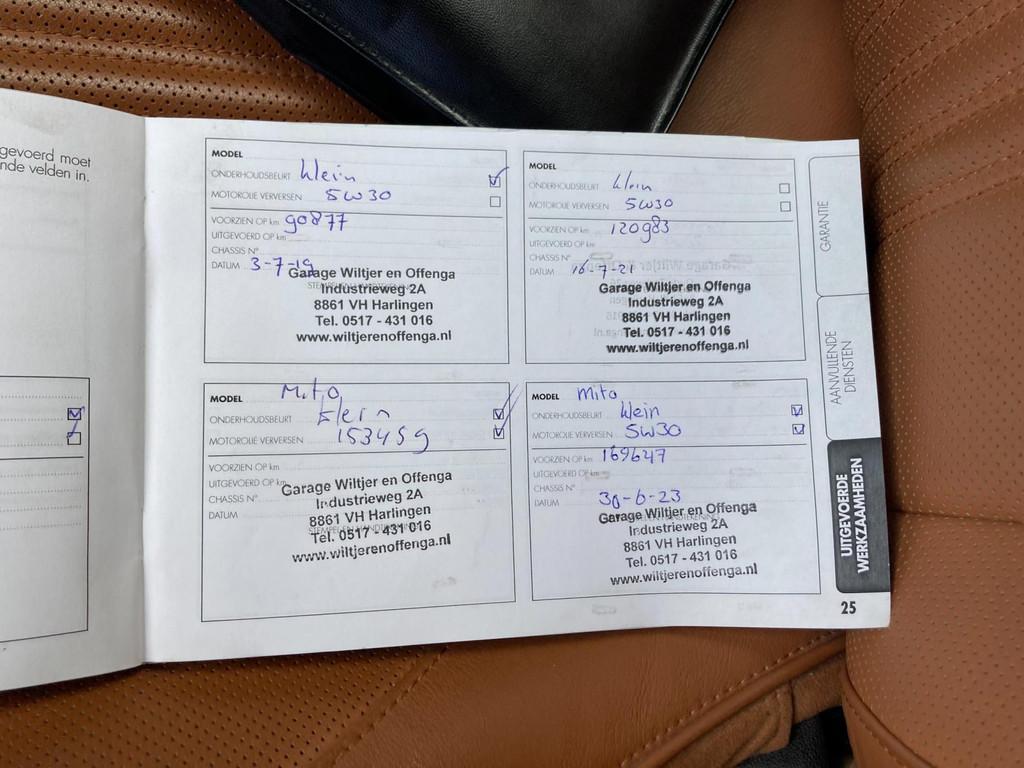 gevoerd moet
nde velden in.
MODEL
ONDERHOUDSBEURT klein
MOTOROLIE VERVERSEN 5W30
VOORZIEN OP km 90877
UITGEVOERD OP km
CHASSIS N°
DATUM 3-7-19
Garage Wiltjer en Offenga
Industrieweg 2A
8861 VH Harlingen
Tel. 0517 - 431 016
www.wiltjerenoffenga.nl
MODEL
ONDERHOUDSBEURT klein
MOTOROLIE VERVERSEN 5W30
VOORZIEN OP km 120983
UITGEVOERD OP km
CHASSIS N°
DATUM 16-7-21
Garage Wiltjer en Offenga
Industrieweg 2A
8861 VH Harlingen
Tel. 0517 - 431 016
www.wiltjerenoffenga.nl
MODEL Mito
ONDERHOUDSBEURT klein
MOTOROLIE VERVERSEN 153459
VOORZIEN OP km
UITGEVOERD OP km
CHASSIS N°
DATUM
Garage Wiltjer en Offenga
Industrieweg 2A
8861 VH Harlingen
Tel. 0517 - 431 016
www.wiltjerenoffenga.nl
MODEL Mito
ONDERHOUDSBEURT klein
MOTOROLIE VERVERSEN 5W30
VOORZIEN OP km 169647
UITGEVOERD OP km
CHASSIS N°
DATUM 30-6-23
Garage Wiltjer en Offenga
Industrieweg 2A
8861 VH Harlingen
Tel. 0517 - 431 016
www.wiltjerenoffenga.nl
GARANTIE
AANVULLENDE
DIENSTEN
UITGEVOERDE
WERKZAAMHEDEN
25